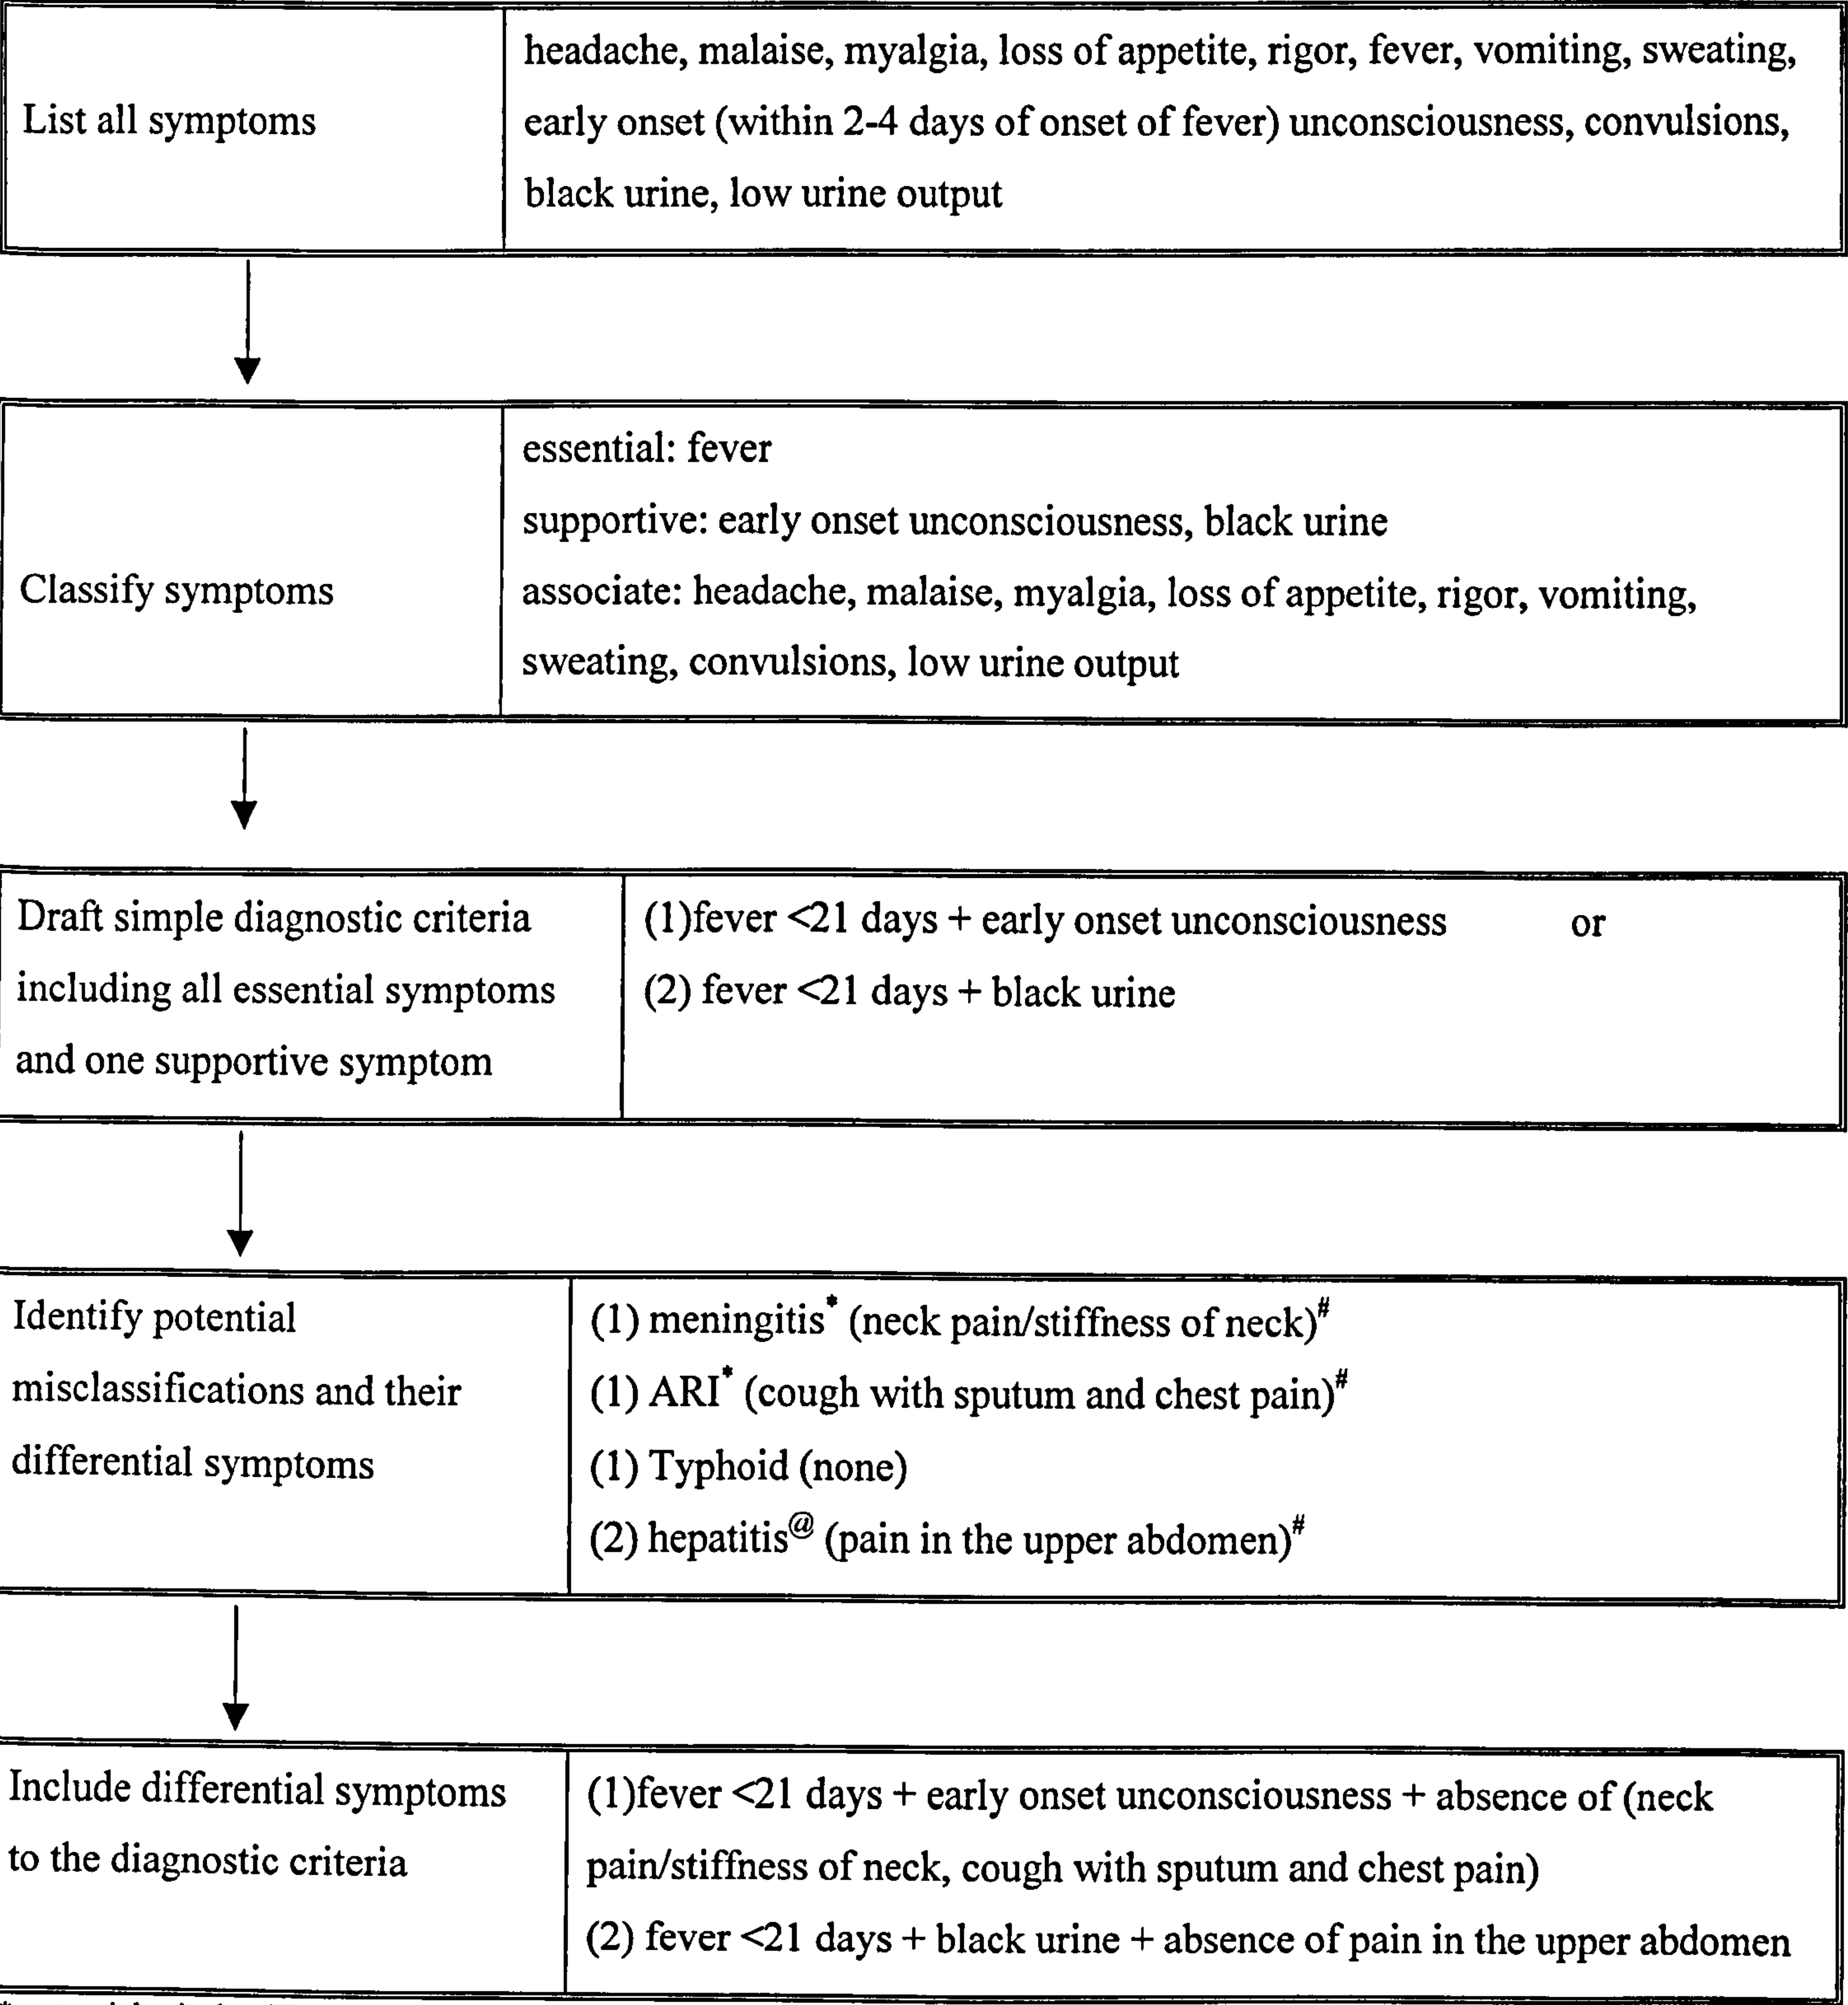 List all symptoms
headache, malaise, myalgia, loss of appetite, rigor, fever, vomiting, sweating,
early onset (within 2-4 days of onset of fever) unconsciousness, convulsions,
black urine, low urine output
Classify symptoms
essential: fever
supportive: early onset unconsciousness, black urine
associate: headache, malaise, myalgia, loss of appetite, rigor, vomiting,
sweating, convulsions, low urine output
Draft simple diagnostic criteria
including all essential symptoms
and one supportive symptom
(1)fever <21 days + early onset unconsciousness or
(2) fever <21 days + black urine
Identify potential
misclassifications and their
differential symptoms
(1) meningitis* (neck pain/stiffness of neck)#
(1) ARI* (cough with sputum and chest pain)#
(1) Typhoid (none)
(2) hepatitis@ (pain in the upper abdomen)#
Include differential symptoms
to the diagnostic criteria
(1)fever <21 days + early onset unconsciousness + absence of (neck
pain/stiffness of neck, cough with sputum and chest pain)
(2) fever <21 days + black urine + absence of pain in the upper abdomen